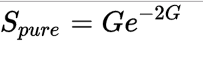 S_{pure} = Ge^{-2G}